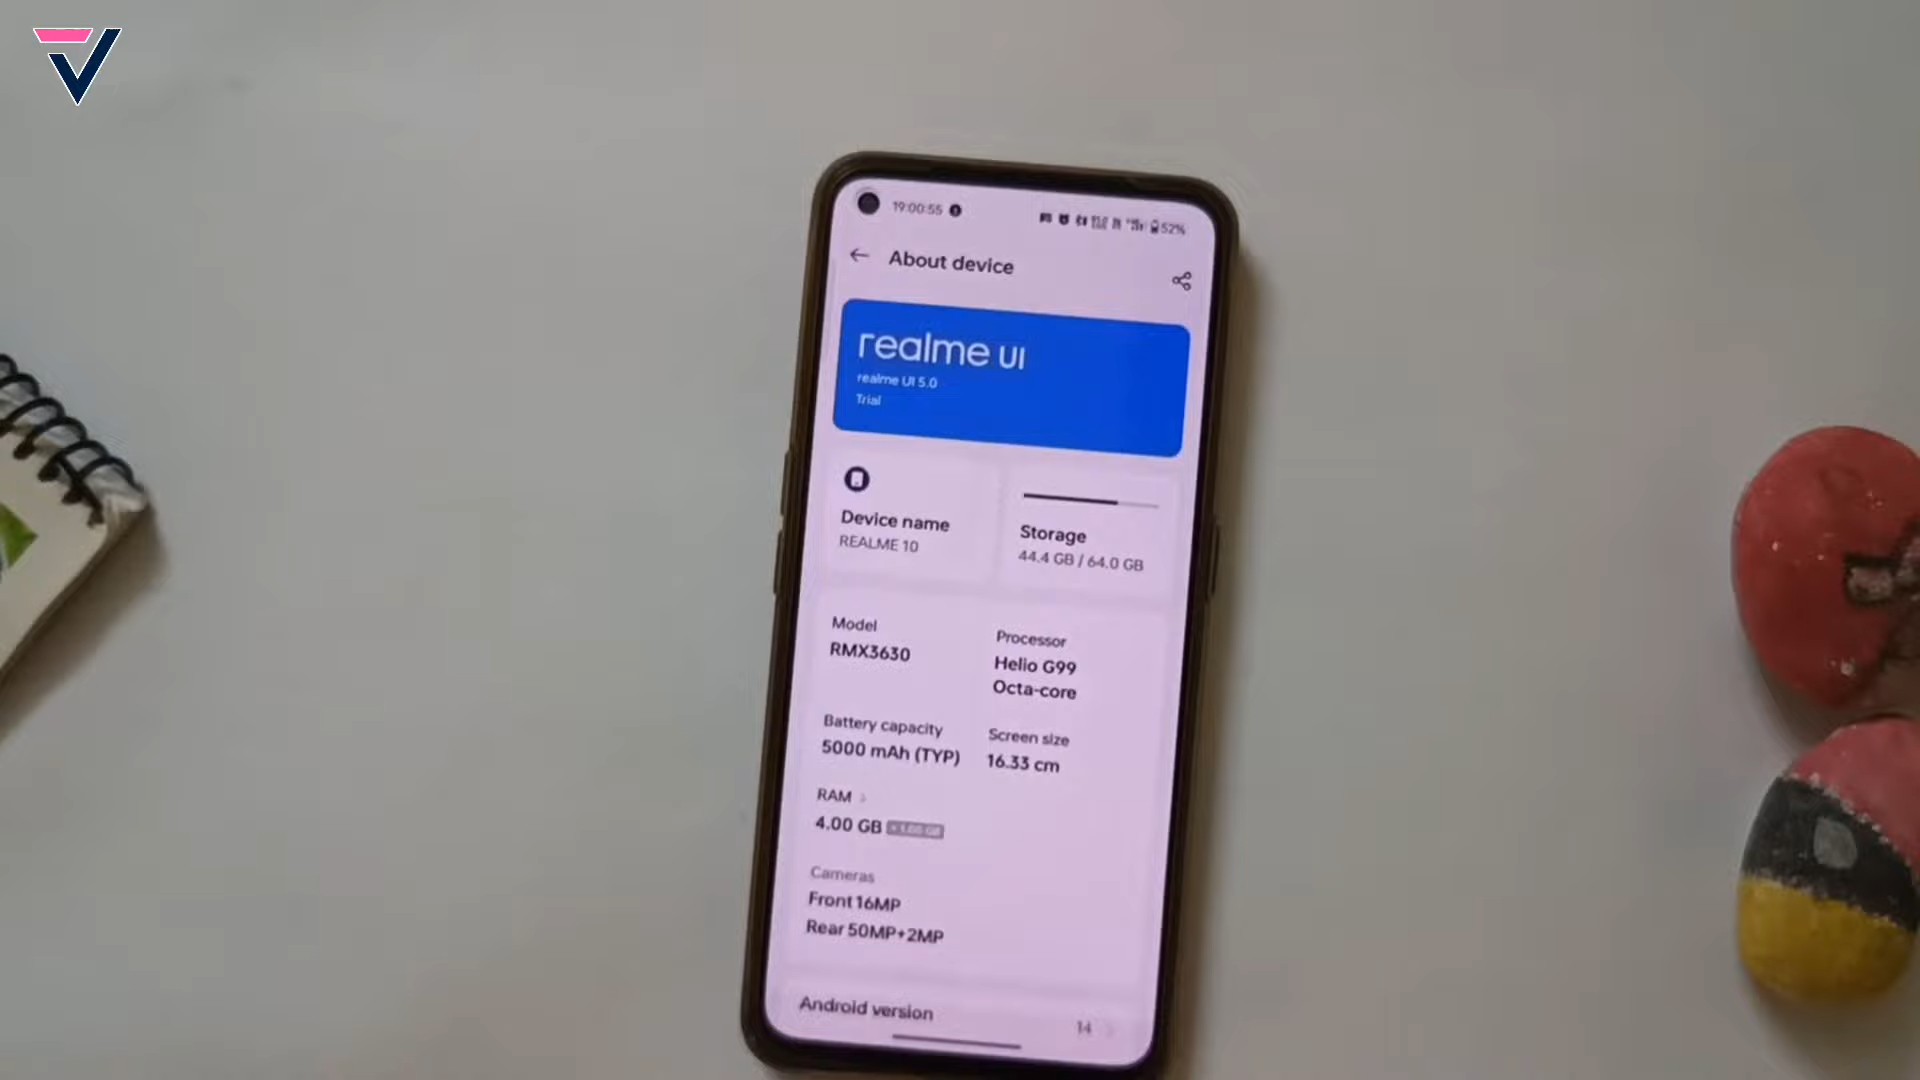 19:00:55
52%
About device
realme UI
realme UI 5.0
Trial
Device name
REALME 10
Storage
44.4 GB / 64.0 GB
Model
RMX3630
Processor
Helio G99
Octa-core
Battery capacity
5000 mAh (TYP)
Screen size
16.33 cm
RAM
4.00 GB
Cameras
Front 16MP
Rear 50MP+2MP
Android version
14